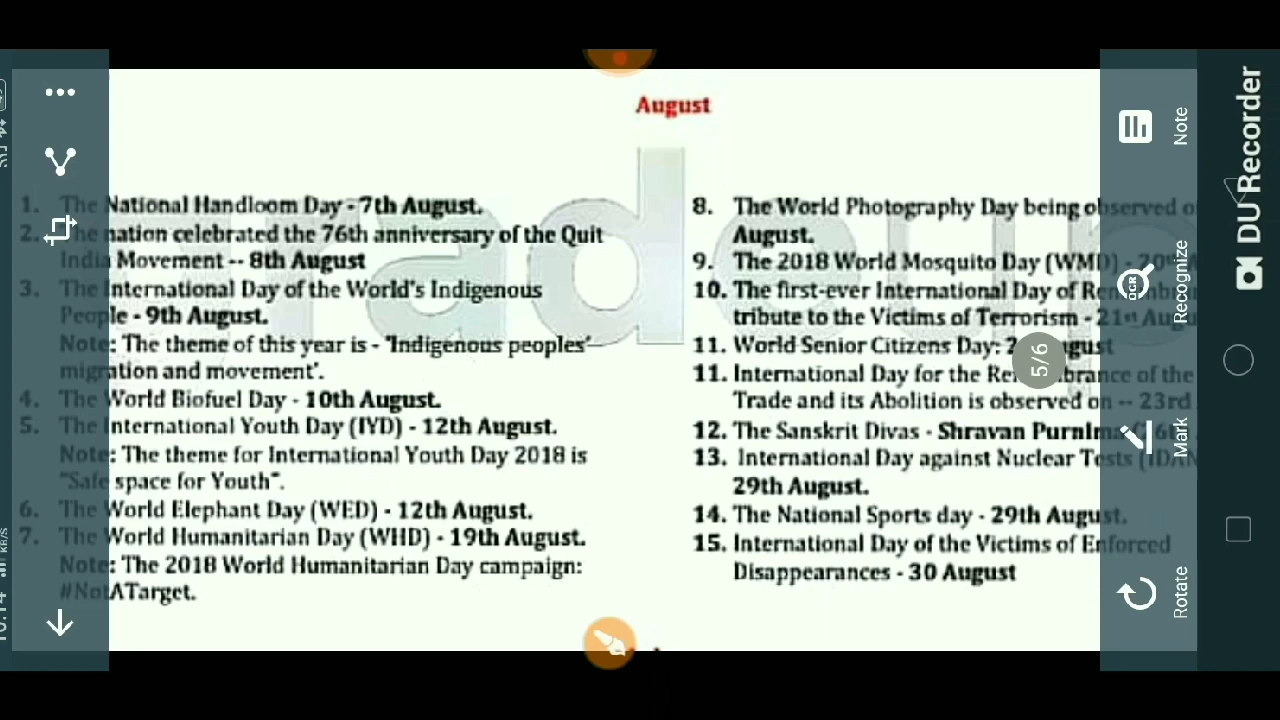 August
1. The National Handloom Day - 7th August.
2. The nation celebrated the 76th anniversary of the Quit
India Movement -- 8th August
3. The International Day of the World's Indigenous
People - 9th August.
Note: The theme of this year is - 'Indigenous peoples'
migration and movement'.
4. The World Biofuel Day - 10th August.
5. The International Youth Day (IYD) - 12th August.
Note: The theme for International Youth Day 2018 is
"Safe space for Youth".
6. The World Elephant Day (WED) - 12th August.
7. The World Humanitarian Day (WHD) - 19th August.
Note: The 2018 World Humanitarian Day campaign:
#NotATarget.
8. The World Photography Day being observed
August.
9. The 2018 World Mosquito Day (WMD) - 20th
10. The first-ever International Day of
tribute to the Victims of Terrorism - 21st
11. World Senior Citizens Day:
11. International Day for the of the
Trade and its Abolition is observed on -- 23rd
12. The Sanskrit Divas - Shravan Purnima
13. International Day against Nuclear Tests
29th August.
14. The National Sports day - 29th August.
15. International Day of the Victims of Enforced
Disappearances - 30 August
5/6
Note
Recognize
OCR
Mark
Rotate
DU Recorder
KB/S